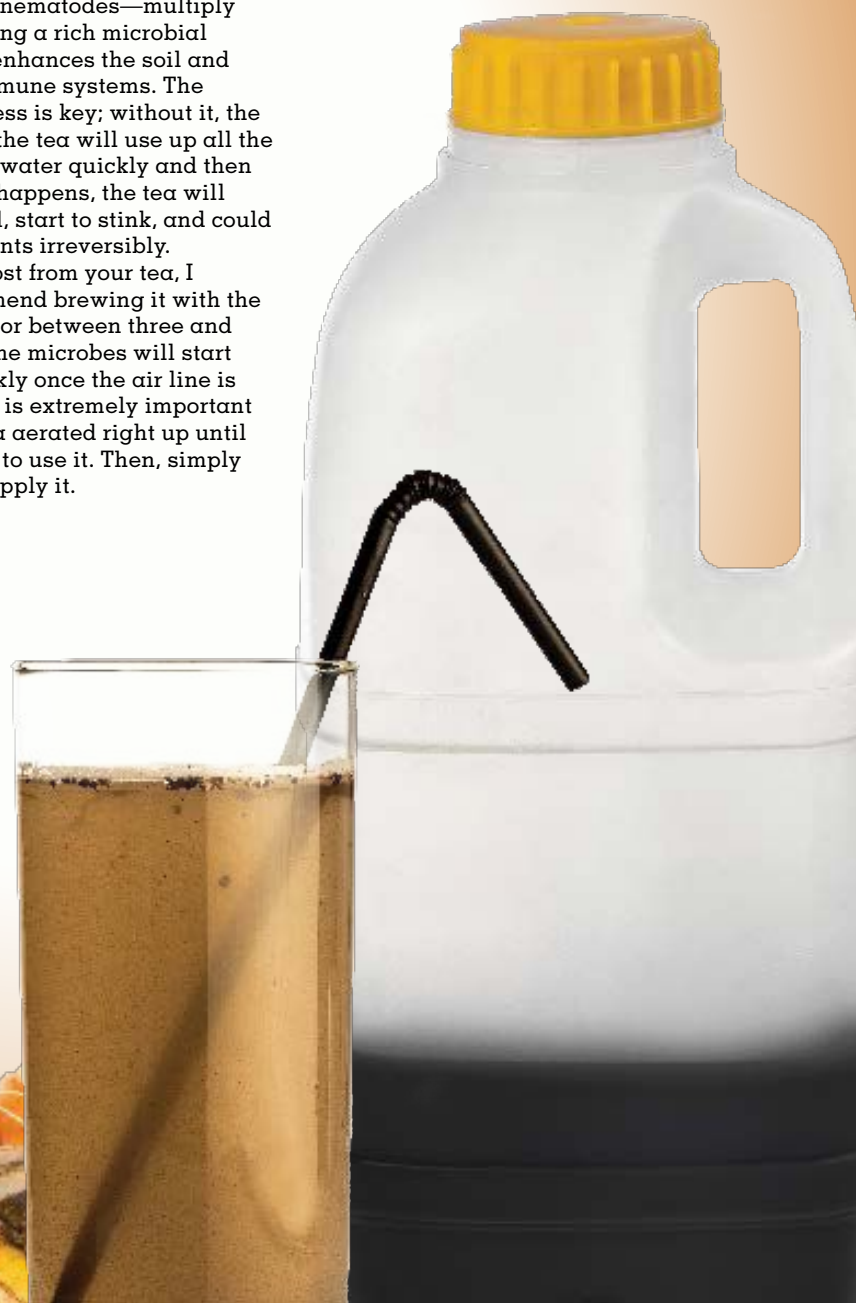 nematodes—multiply
ng a rich microbial
enhances the soil and
mune systems. The
ess is key; without it, the
the tea will use up all the
water quickly and then
happens, the tea will
l, start to stink, and could
nts irreversibly.
ost from your tea, I
mend brewing it with the
or between three and
he microbes will start
kly once the air line is
is extremely important
a aerated right up until
to use it. Then, simply
pply it.